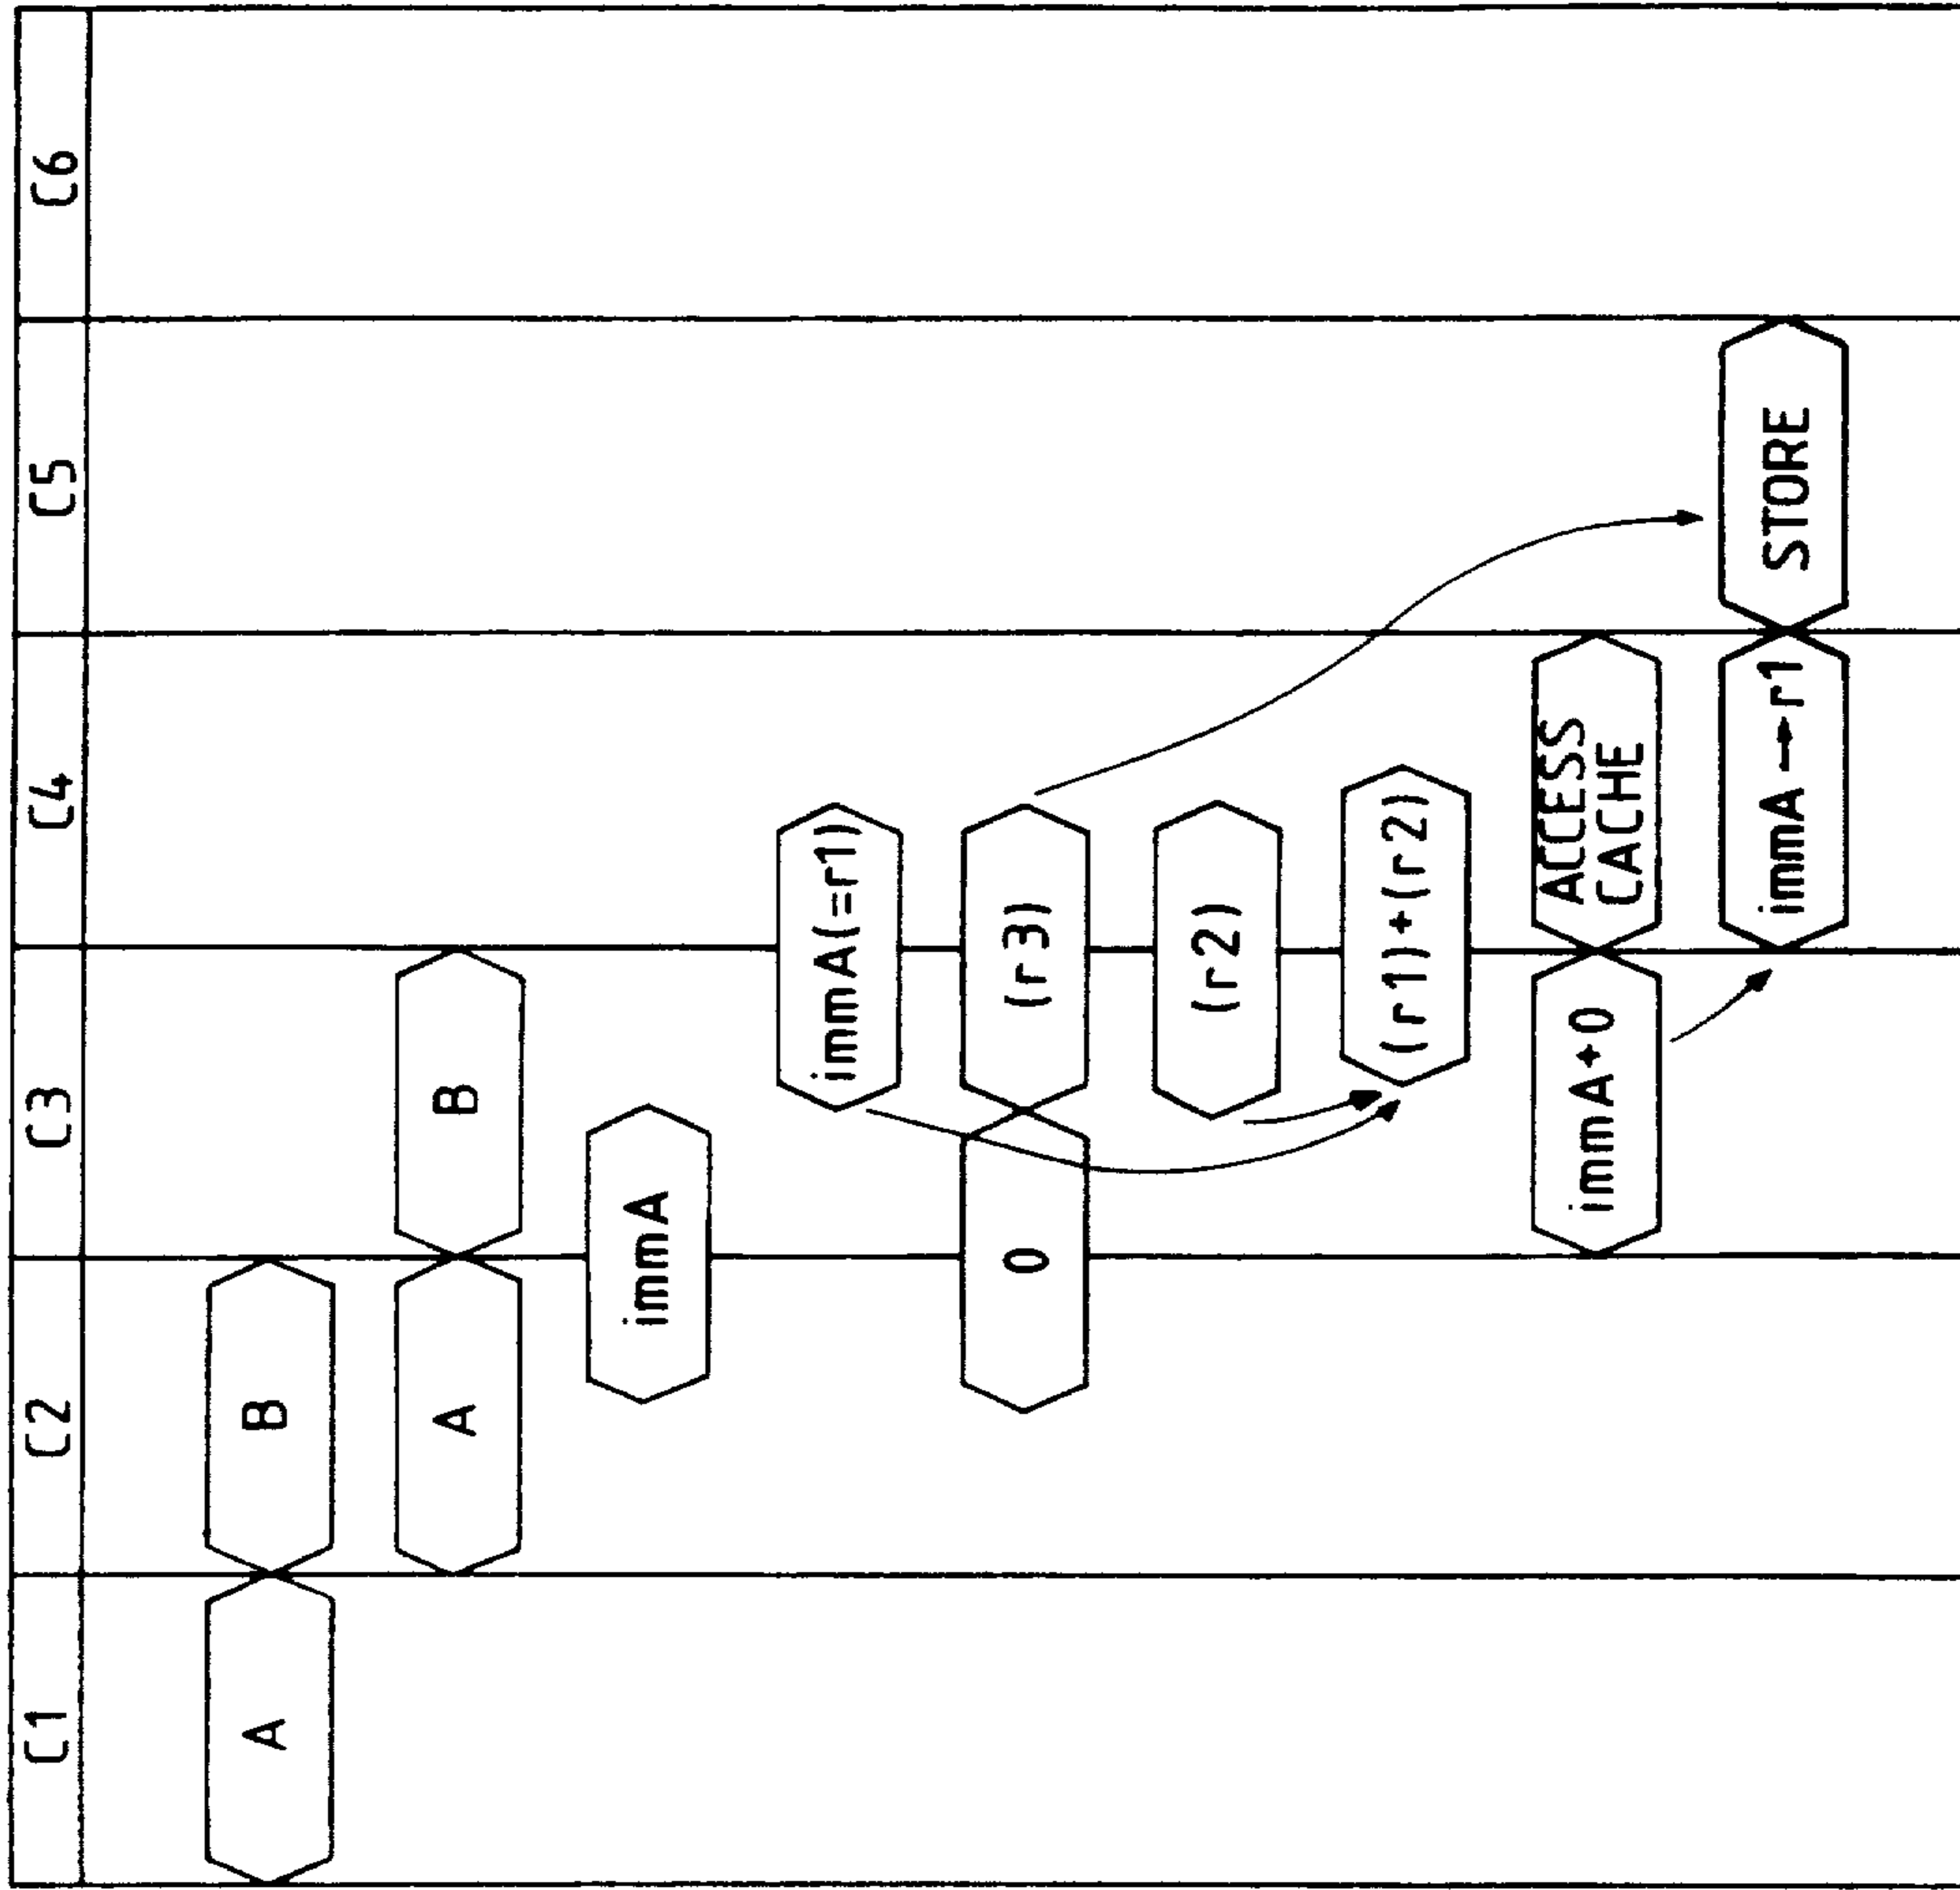 C1 C2 C3 C4 C5 C6
A B
A B
immA
immA(=r1)
0 (r3)
(r2)
(r1)+(r2)
immA+0 ACCESS CACHE
immA→r1 STORE